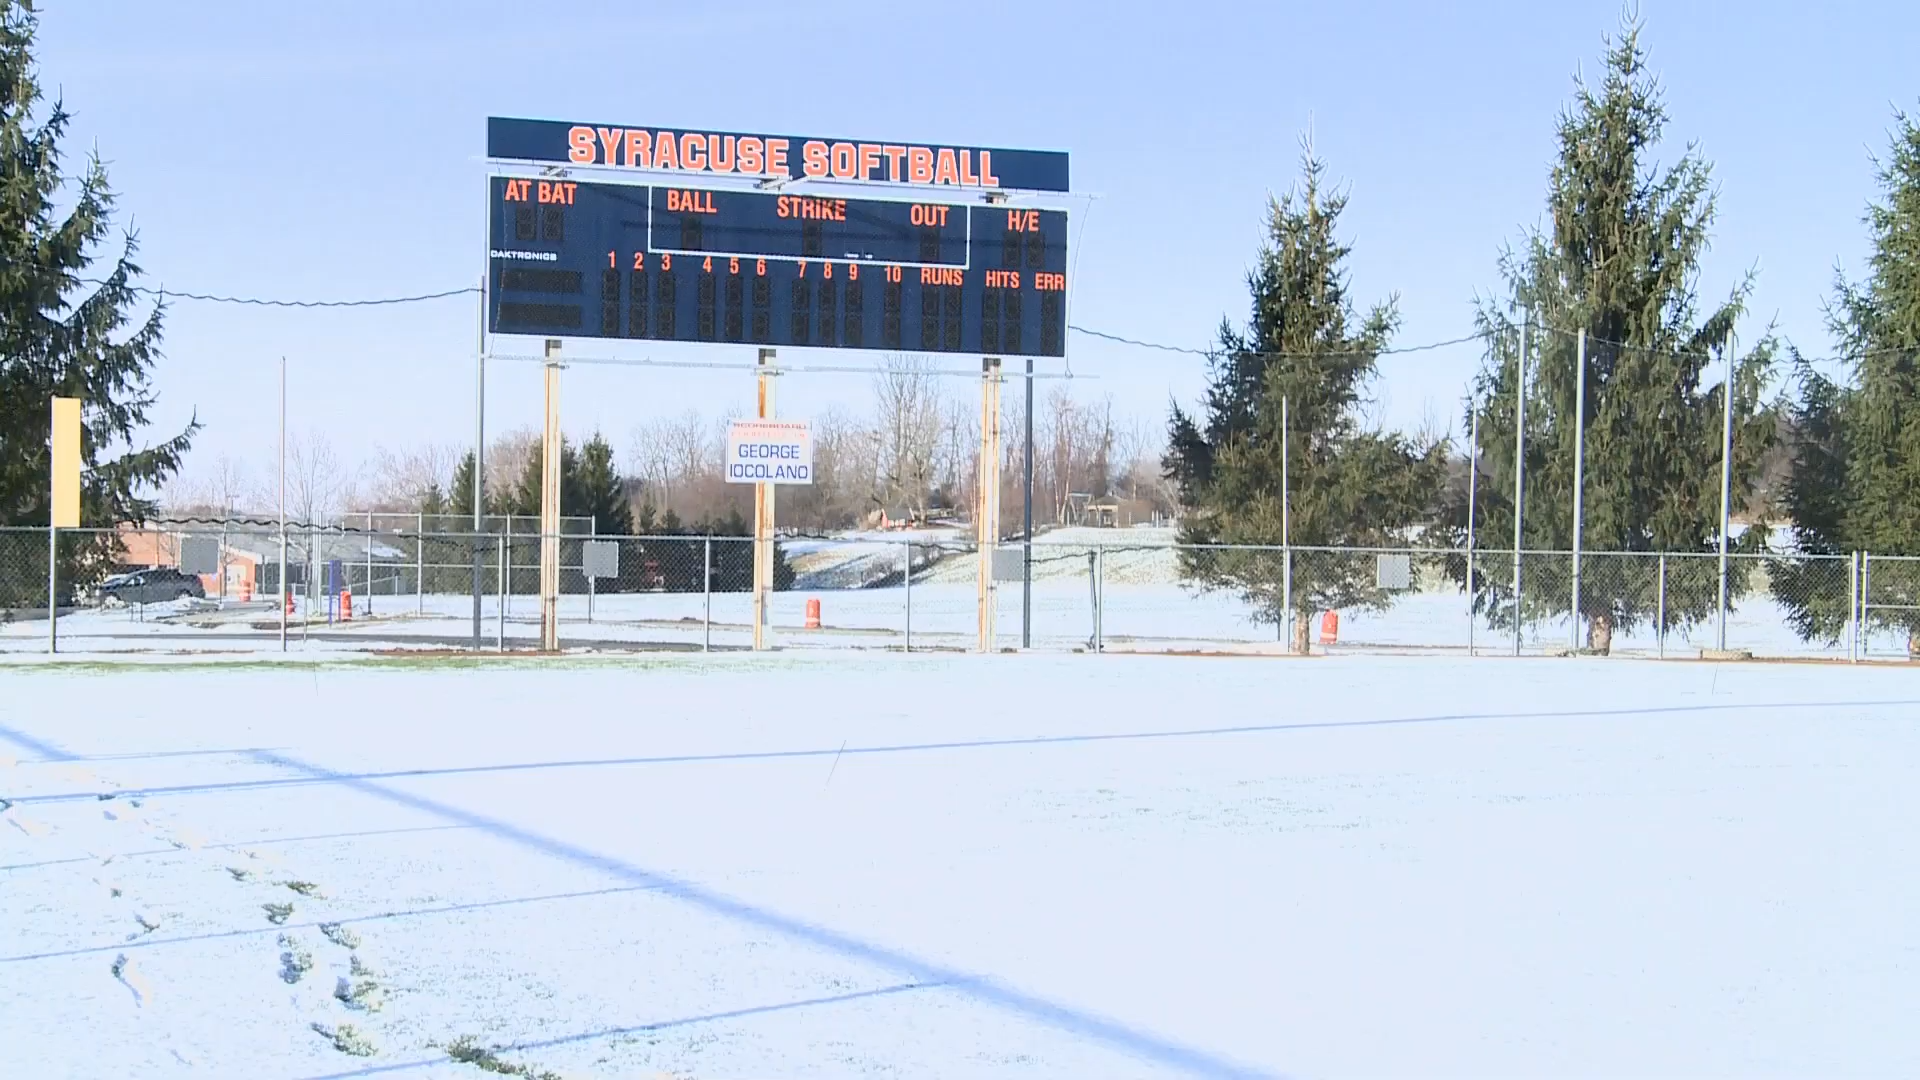 SYRACUSE SOFTBALL
AT BAT BALL STRIKE OUT H/E
DAKTRONICS
1 2 3 4 5 6 7 8 9 10 RUNS HITS ERR
SCOREBOARD
GEORGE
IOCOLANO